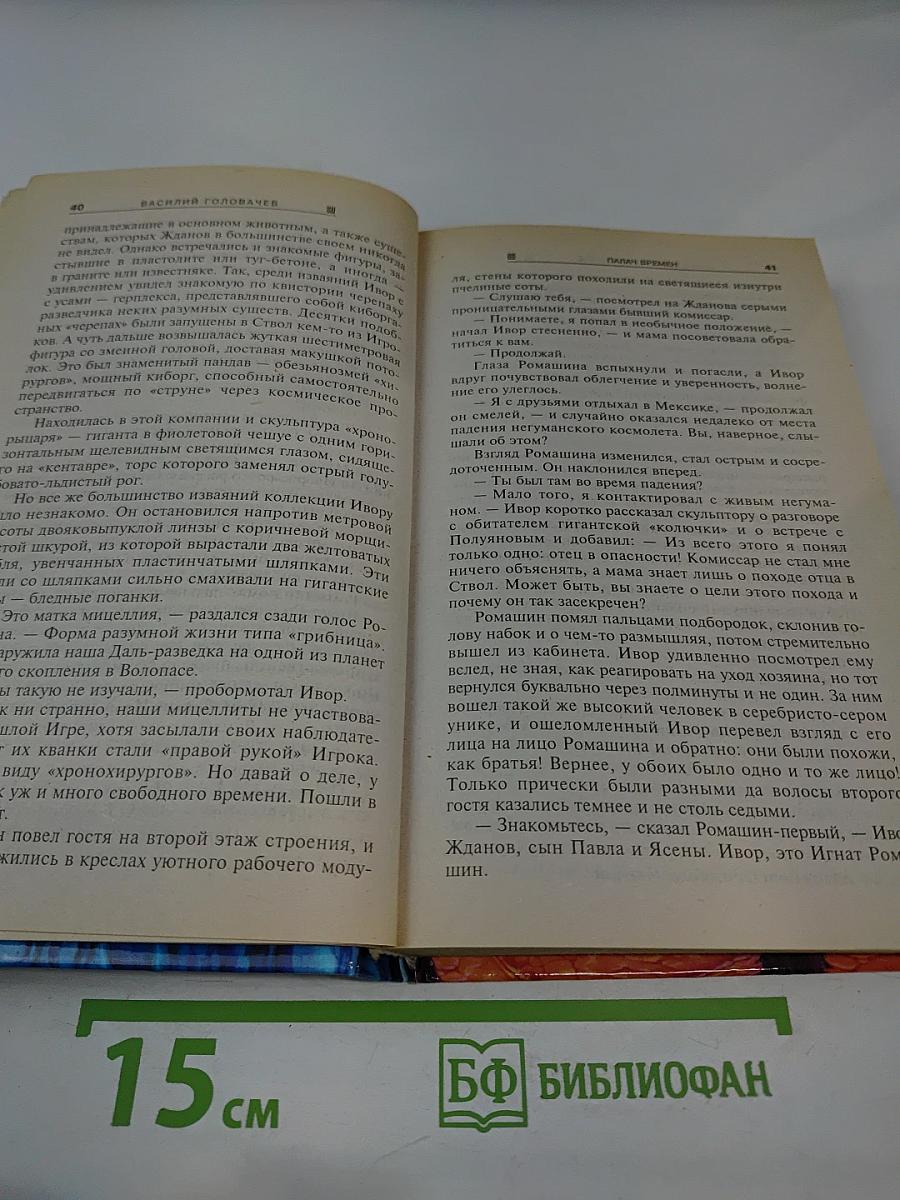 40 ВАСИЛИЙ ГОЛОВАЧЕВ
принадлежащие в основном животным, а также суще-
ствам, которых Жданов в большинстве своем никогда
не видел. Однако встречались и знакомые фигуры, за-
стывшие в пластолите или туг-бетоне, а иногда —
в граните или известняке. Так, среди изваяний Ивор с
удивлением увидел знакомую по квистории черепаху
с усами — герплекса, представлявшего собой киборга-
разведчика неких разумных существ. Десятки подоб-
ных «черепах» были запущены в Ствол кем-то из Игро-
ков. А чуть дальше возвышалась жуткая шестиметровая
фигура со змеиной головой, доставая макушкой пото-
лок. Это был знаменитый пандав — обезьянозмей «хи-
рургов», мощный киборг, способный самостоятельно
передвигаться по «струне» через космическое про-
странство.
Находилась в этой компании и скульптура «хроно-
рыцаря» — гиганта в фиолетовой чешуе с одним гори-
зонтальным щелевидным светящимся глазом, сидяще-
го на «кентавре», торс которого заменял острый голу-
бовато-льдистый рог.
Но все же большинство изваяний коллекции Ивору
ыло незнакомо. Он остановился напротив метровой
соты двояковыпуклой линзы с коричневой морщи-
етой шкурой, из которой вырастали два желтоватых
бля, увенчанных пластинчатыми шляпками. Эти
ли со шляпками сильно смахивали на гигантские
ы — бледные поганки.
Это матка мицеллия, — раздался сзади голос Ро-
на. — Форма разумной жизни типа «грибница».
аружила наша Даль-разведка на одной из планет
го скопления в Волопасе.
ы такую не изучали, — пробормотал Ивор.
к ни странно, наши мицеллиты не участвова-
шлой Игре, хотя засылали своих наблюдате-
т их кванки стали «правой рукой» Игрока.
виду «хронохирургов». Но давай о деле, у
к уж и много свободного времени. Пошли в
т.
н повел гостя на второй этаж строения, и
жились в креслах уютного рабочего моду-
ПАЛАЧ ВРЕМЕН 41
ля, стены которого походили на светящиеся изнутри
пчелиные соты.
— Слушаю тебя, — посмотрел на Жданова серыми
проницательными глазами бывший комиссар.
— Понимаете, я попал в необычное положение, —
начал Ивор стесненно, — и мама посоветовала обра-
титься к вам.
— Продолжай.
Глаза Ромашина вспыхнули и погасли, а Ивор
вдруг почувствовал облегчение и уверенность, волне-
ние его улеглось.
— Я с друзьями отдыхал в Мексике, — продолжал
он смелей, — и случайно оказался недалеко от места
падения негуманского космолета. Вы, наверное, слы-
шали об этом?
Взгляд Ромашина изменился, стал острым и сосре-
доточенным. Он наклонился вперед.
— Ты был там во время падения?
— Мало того, я контактировал с живым негума-
ном. — Ивор коротко рассказал скульптору о разговоре
с обитателем гигантской «колючки» и о встрече с
Полуяновым и добавил: — Из всего этого я понял
только одно: отец в опасности! Комиссар не стал мне
ничего объяснять, а мама знает лишь о походе отца в
Ствол. Может быть, вы знаете о цели этого похода и
почему он так засекречен?
Ромашин помял пальцами подбородок, склонив го-
лову набок и о чем-то размышляя, потом стремительно
вышел из кабинета. Ивор удивленно посмотрел ему
вслед, не зная, как реагировать на уход хозяина, но тот
вернулся буквально через полминуты и не один. За ним
вошел такой же высокий человек в серебристо-сером
унике, и ошеломленный Ивор перевел взгляд с его
лица на лицо Ромашина и обратно: они были похожи,
как братья! Вернее, у обоих было одно и то же лицо!
Только прически были разными да волосы второго
гостя казались темнее и не столь седыми.
— Знакомьтесь, — сказал Ромашин-первый, — Иво
Жданов, сын Павла и Ясены. Ивор, это Игнат Ром
шин.
15 см
БФ БИБЛИОФАН